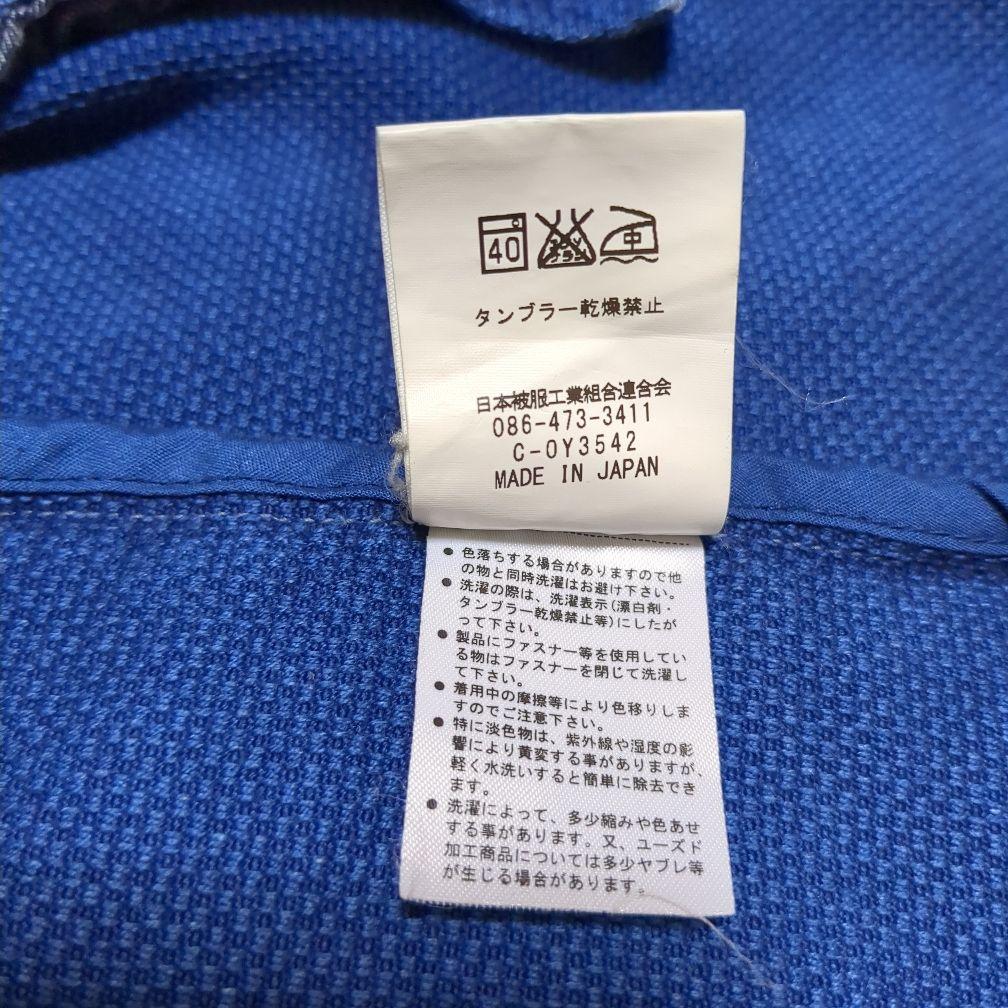 40
エンソ
サラシ
中
タンブラー乾燥禁止
日本被服工業組合連合会
086-473-3411
C-0Y3542
MADE IN JAPAN
● 色落ちする場合がありますので他
の物と同時洗濯はお避け下さい。
● 洗濯の際は、洗濯表示(漂白剤・
タンブラー乾燥禁止等)にしたが
って下さい。
● 製品にファスナー等を使用してい
る物はファスナーを閉じて洗濯し
て下さい。
● 着用中の摩擦等により色移りしま
すのでご注意下さい。
● 特に淡色物は、紫外線や湿度の影
響により黄変する事がありますが、
軽く水洗いすると簡単に除去でき
ます。
● 洗濯によって、多少縮みや色あせ
する事があります。又、ユーズド
加工商品については多少ヤブレ等
が生じる場合があります。